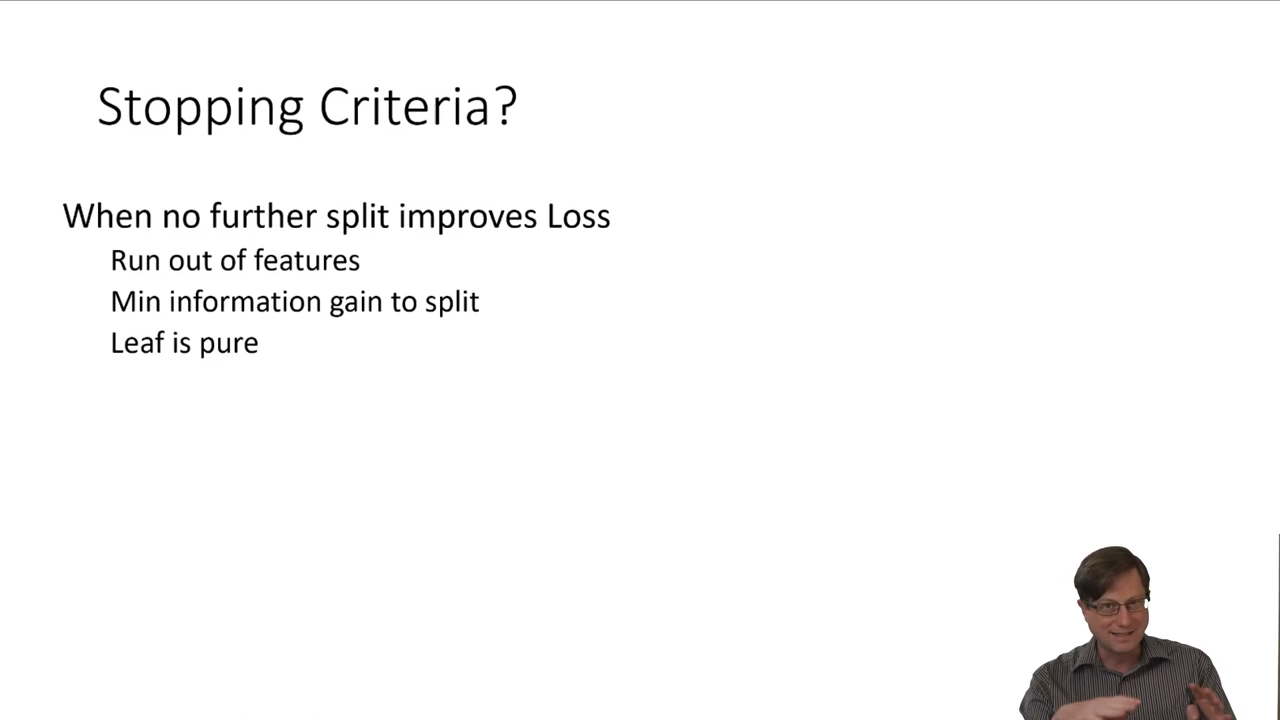 Stopping Criteria?
When no further split improves Loss
Run out of features
Min information gain to split
Leaf is pure